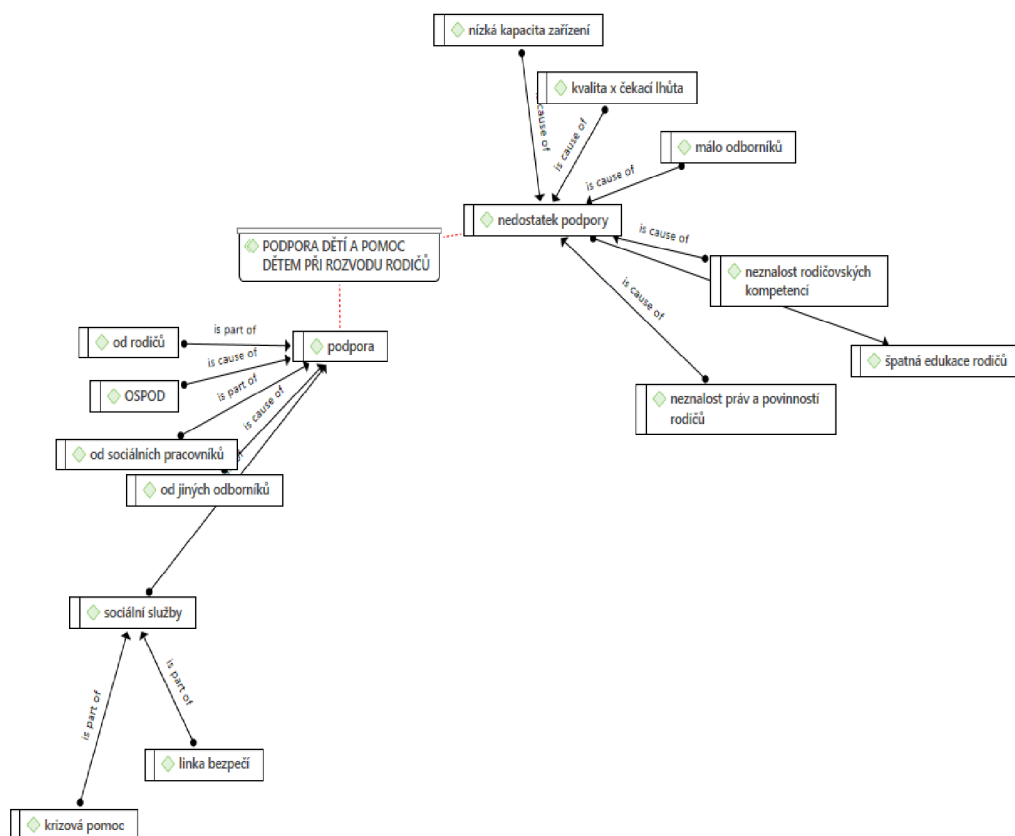 nízká kapacita zařízení
kvalita x čekací lhůta
is cause of
is cause of
málo odborníků
is cause of
nedostatek podpory
is cause of
PODPORA DĚTÍ A POMOC
DĚTEM PŘI ROZVODU RODIČŮ
neznalost rodičovských
kompetencí
is cause of
is part of
od rodičů
podpora
is cause of
špatná edukace rodičů
OSPOD
is part of
neznalost práv a povinností
rodičů
is cause of
od sociálních pracovníků
of
od jiných odborníků
sociální služby
is part of
is part of
linka bezpečí
krizová pomoc